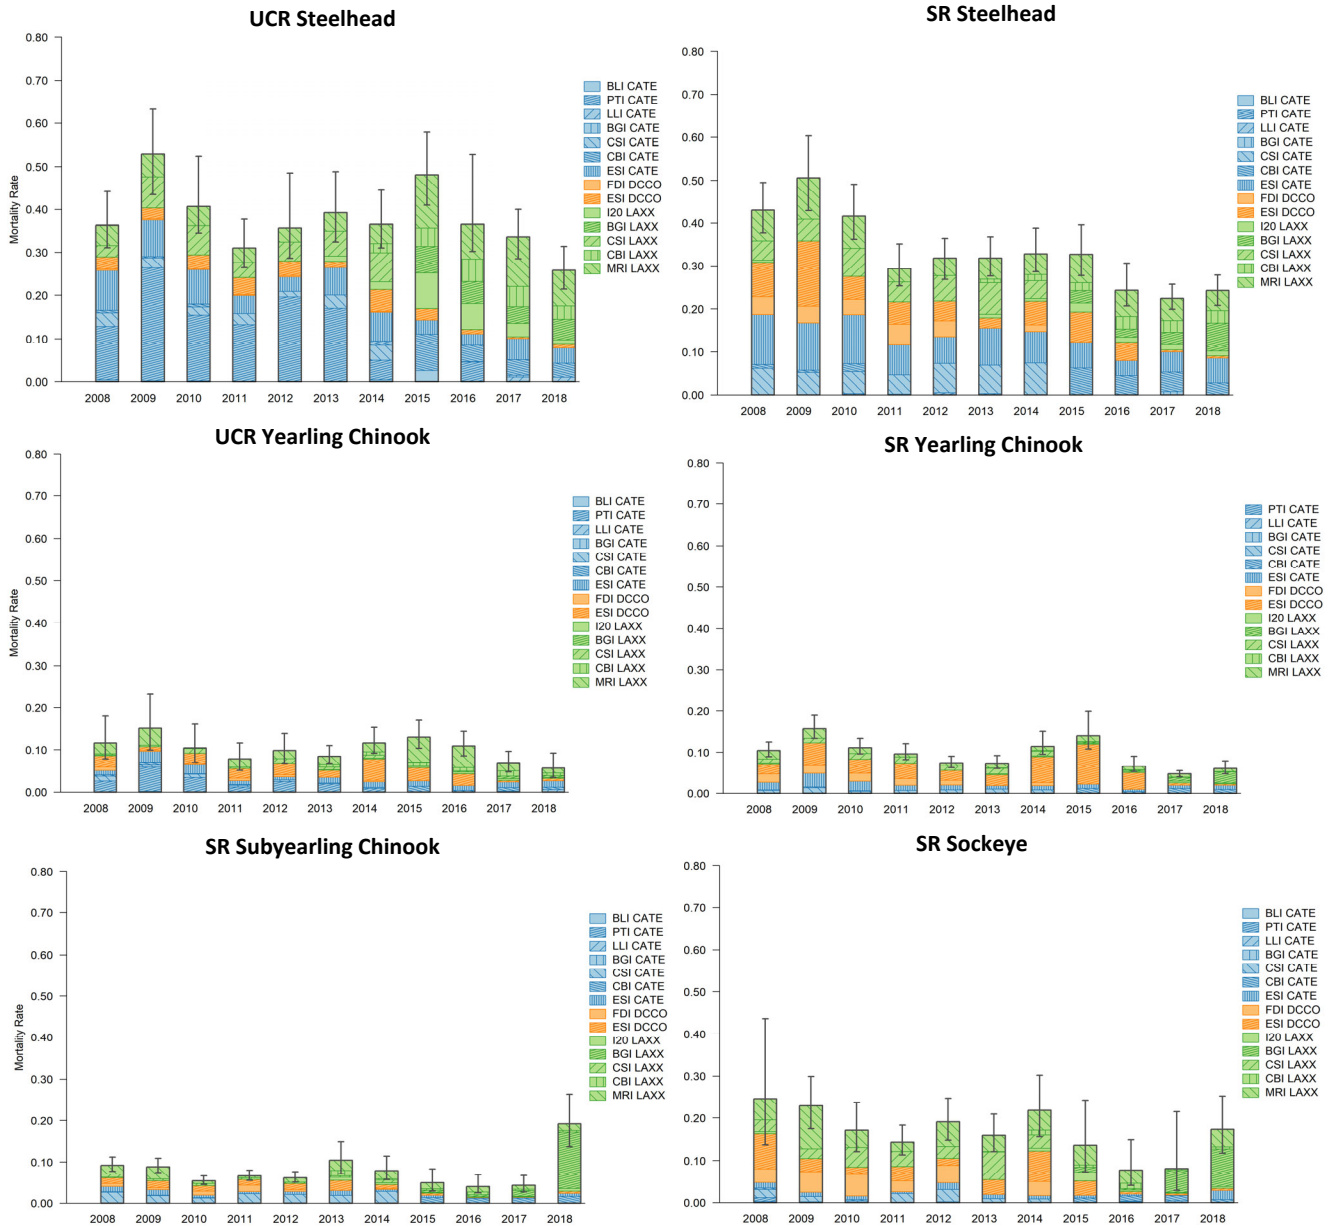 UCR Steelhead
0.80
0.70
0.60
0.50
0.40
0.30
0.20
0.10
0.00
Mortality Rate
2008 2009 2010 2011 2012 2013 2014 2015 2016 2017 2018
BLI CATE
PTI CATE
LLI CATE
BGI CATE
CSI CATE
CBI CATE
ESI CATE
FDI DCCO
ESI DCCO
I20 LAXX
BGI LAXX
CSI LAXX
CBI LAXX
MRI LAXX
SR Steelhead
0.80
0.70
0.60
0.50
0.40
0.30
0.20
0.10
0.00
2008 2009 2010 2011 2012 2013 2014 2015 2016 2017 2018
BLI CATE
PTI CATE
LLI CATE
BGI CATE
CSI CATE
CBI CATE
ESI CATE
FDI DCCO
ESI DCCO
I20 LAXX
BGI LAXX
CSI LAXX
CBI LAXX
MRI LAXX
UCR Yearling Chinook
0.80
0.70
0.60
0.50
0.40
0.30
0.20
0.10
0.00
Mortality Rate
2008 2009 2010 2011 2012 2013 2014 2015 2016 2017 2018
BLI CATE
PTI CATE
LLI CATE
BGI CATE
CSI CATE
CBI CATE
ESI CATE
FDI DCCO
ESI DCCO
I20 LAXX
BGI LAXX
CSI LAXX
CBI LAXX
MRI LAXX
SR Yearling Chinook
0.80
0.70
0.60
0.50
0.40
0.30
0.20
0.10
0.00
2008 2009 2010 2011 2012 2013 2014 2015 2016 2017 2018
PTI CATE
LLI CATE
BGI CATE
CSI CATE
CBI CATE
ESI CATE
FDI DCCO
ESI DCCO
I20 LAXX
BGI LAXX
CSI LAXX
CBI LAXX
MRI LAXX
SR Subyearling Chinook
0.80
0.70
0.60
0.50
0.40
0.30
0.20
0.10
0.00
Mortality Rate
2008 2009 2010 2011 2012 2013 2014 2015 2016 2017 2018
BLI CATE
PTI CATE
LLI CATE
BGI CATE
CSI CATE
CBI CATE
ESI CATE
FDI DCCO
ESI DCCO
I20 LAXX
BGI LAXX
CSI LAXX
CBI LAXX
MRI LAXX
SR Sockeye
0.80
0.70
0.60
0.50
0.40
0.30
0.20
0.10
0.00
2008 2009 2010 2011 2012 2013 2014 2015 2016 2017 2018
BLI CATE
PTI CATE
LLI CATE
BGI CATE
CSI CATE
CBI CATE
ESI CATE
FDI DCCO
ESI DCCO
I20 LAXX
BGI LAXX
CSI LAXX
CBI LAXX
MRI LAXX